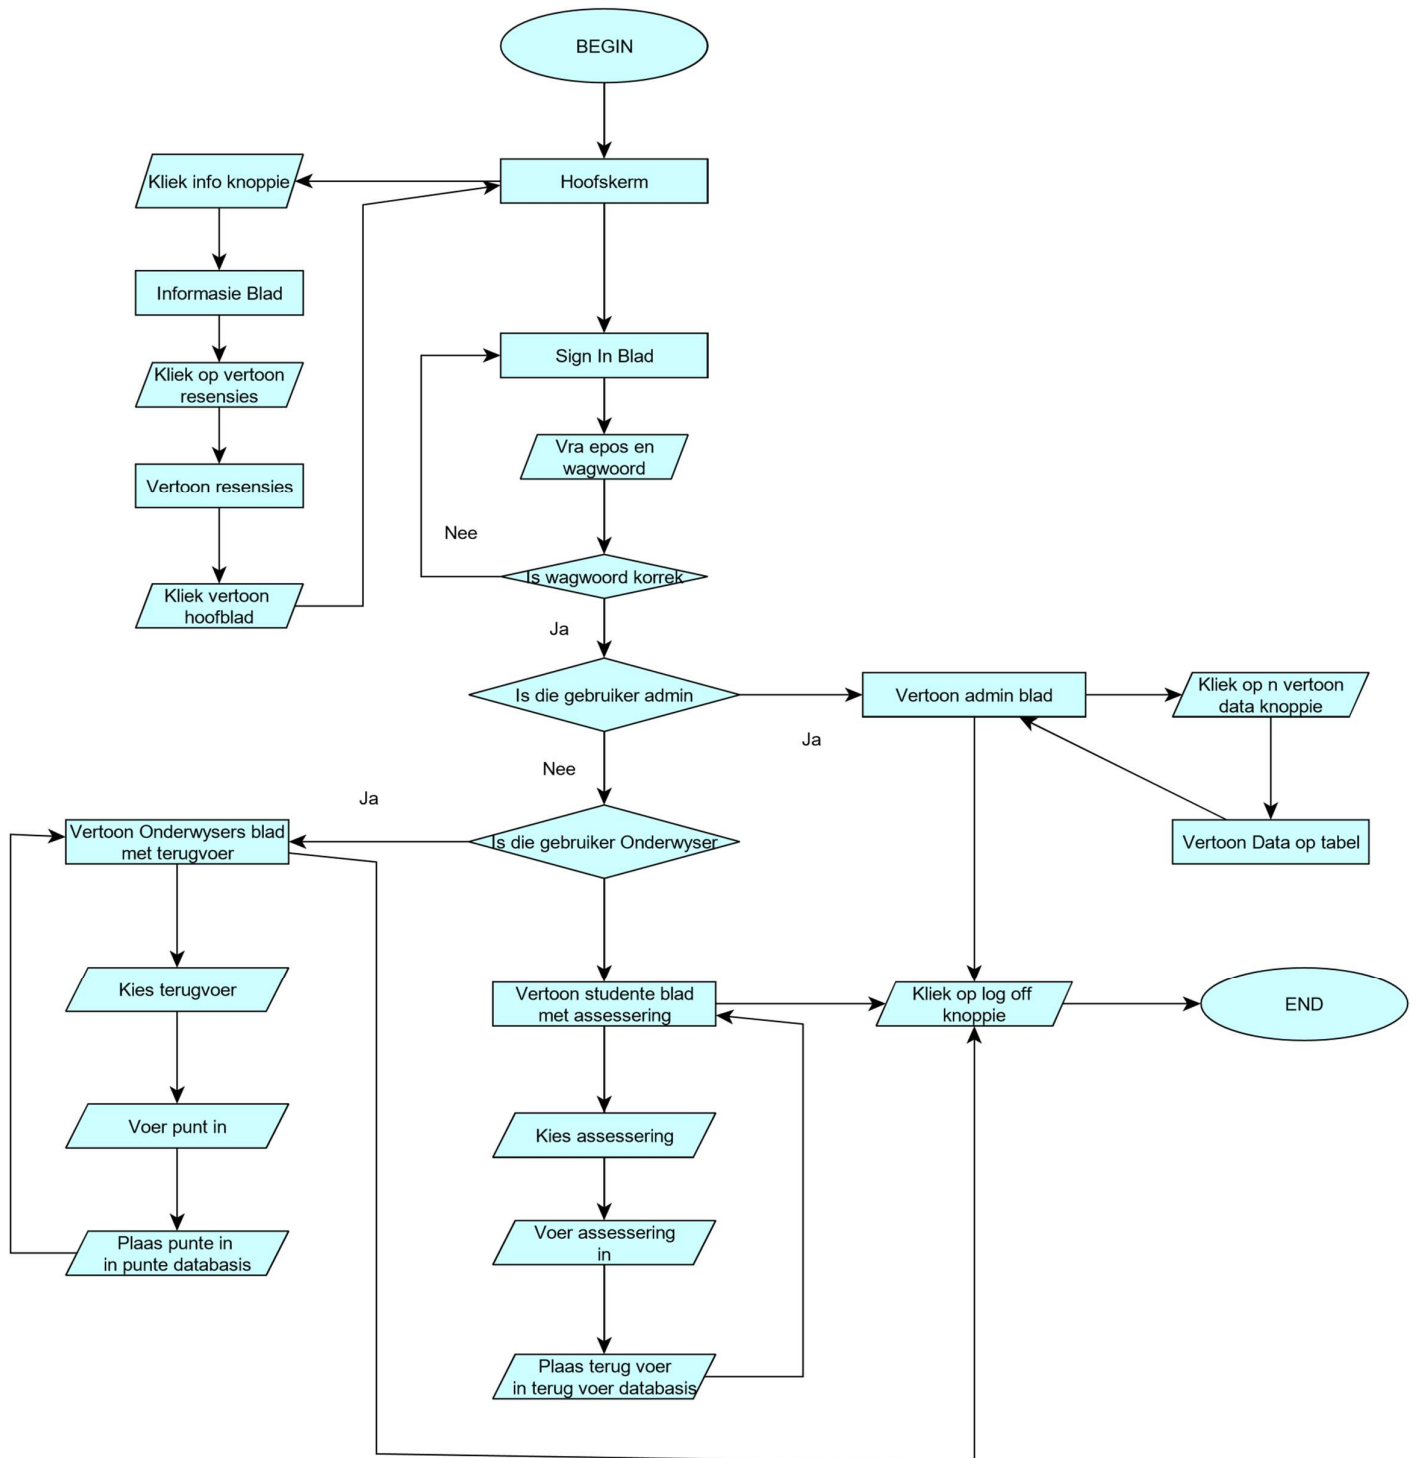 BEGIN
Kliek info knoppie
Hoofskerm
Informasie Blad
Sign In Blad
Kliek op vertoon
resensies
Vra epos en
wagwoord
Vertoon resensies
Nee
Is wagwoord korrek
Kliek vertoon
hoofblad
Ja
Is die gebruiker admin
Vertoon admin blad
Kliek op n vertoon
data knoppie
Ja
Nee
Ja
Vertoon Onderwysers blad
met terugvoer
Is die gebruiker Onderwyser
Vertoon Data op tabel
Kies terugvoer
Vertoon studente blad
met assessering
Kliek op log off
knoppie
END
Voer punt in
Kies assessering
Plaas punte in
in punte databasis
Voer assessering
in
Plaas terug voer
in terug voer databasis